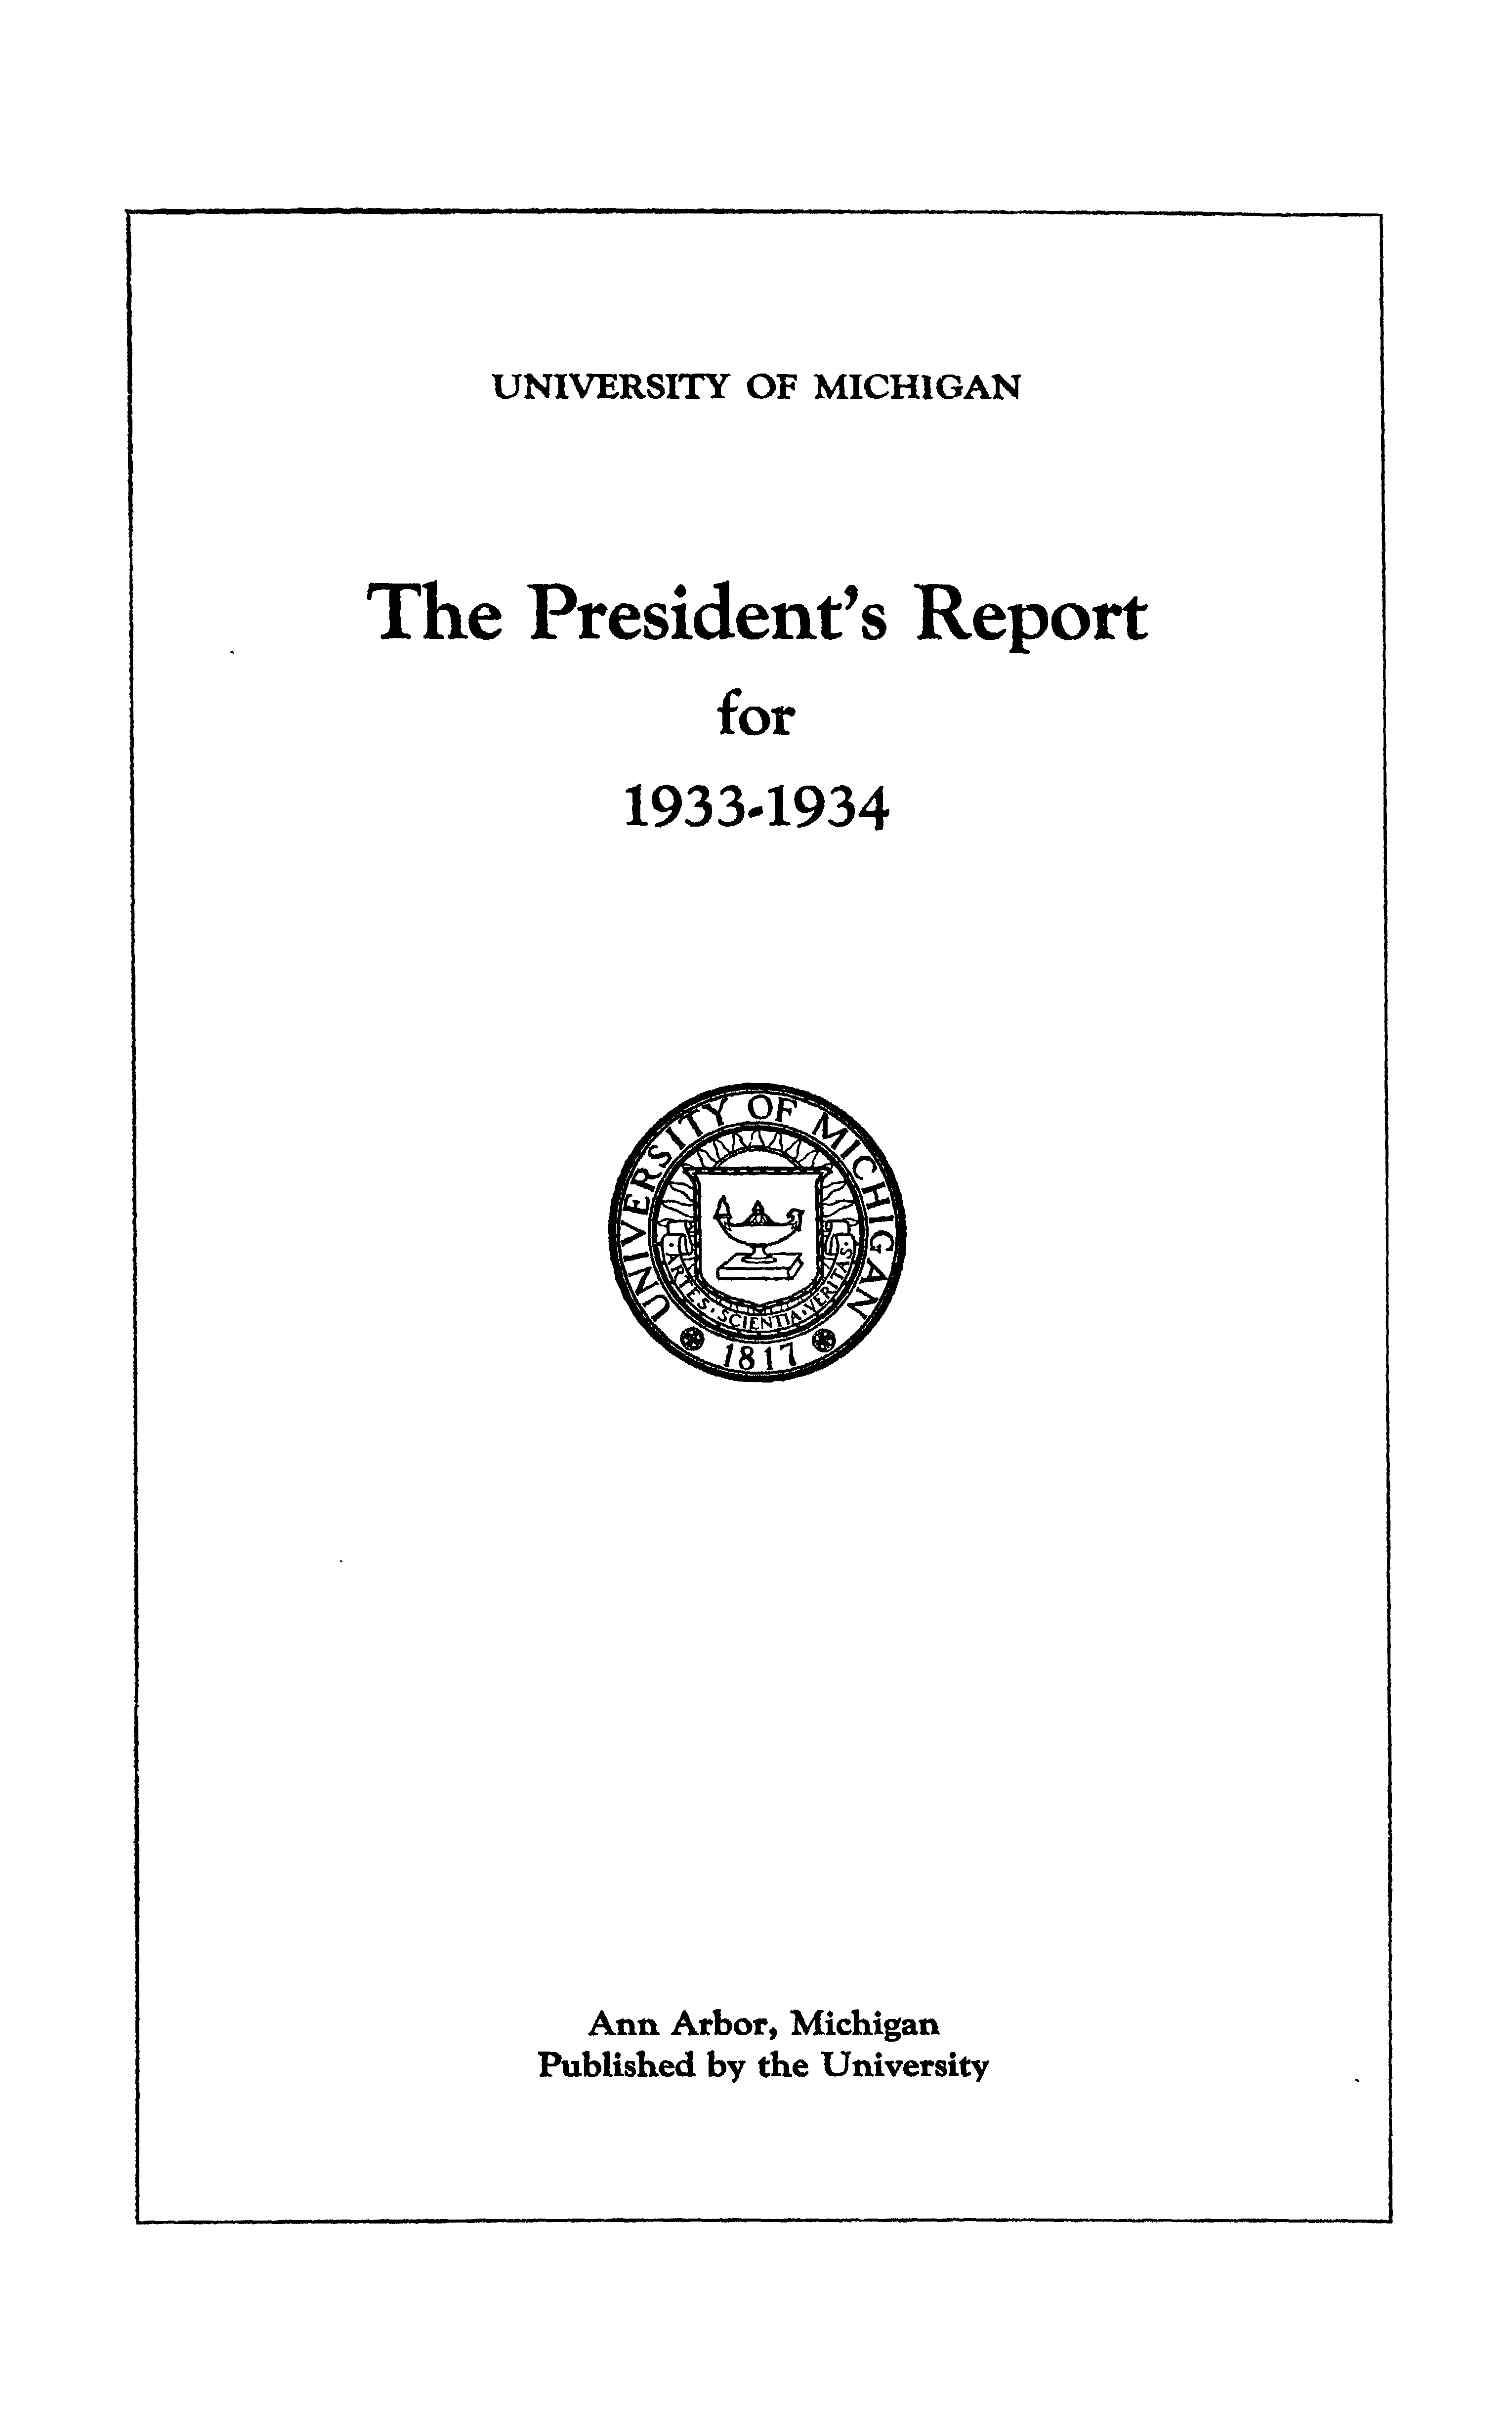 UNIVERSITY OF MICHIGAN
The President's Report
for
1933-1934
UNIVERSITY OF MICHIGAN
ARTES · SCIENTIA · VERITAS
1817
Ann Arbor, Michigan
Published by the University